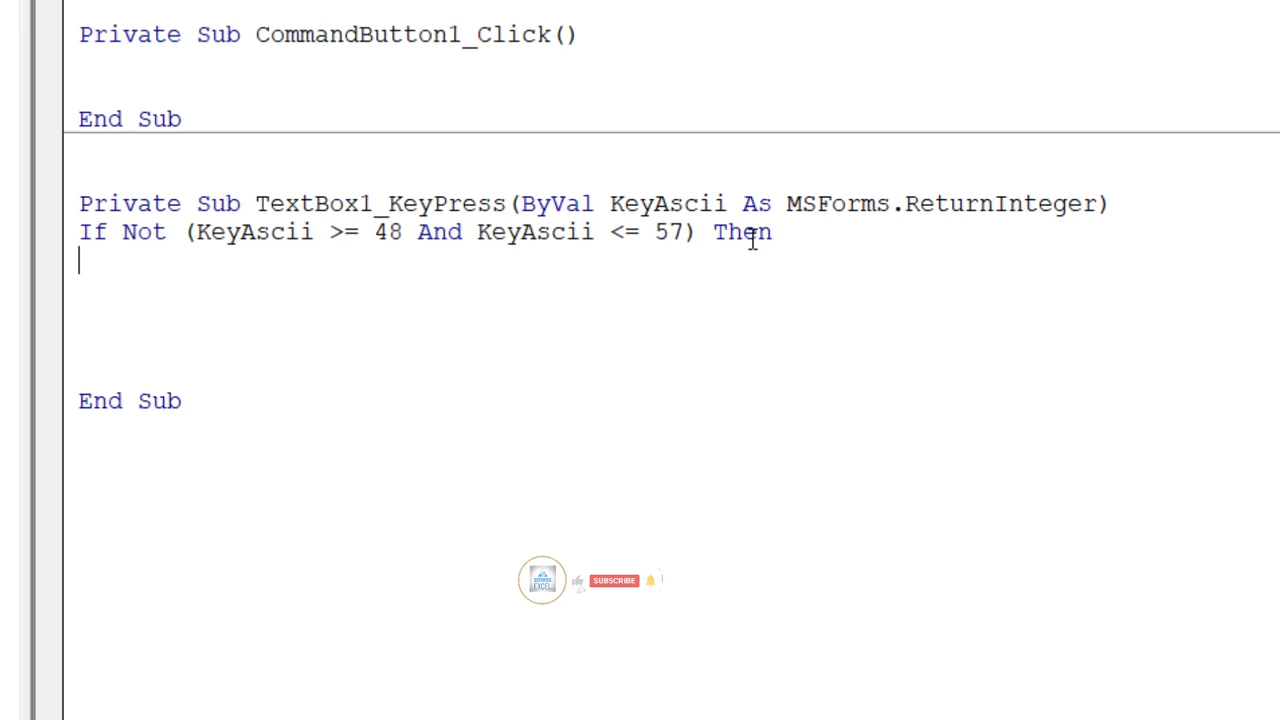 Private Sub CommandButton1_Click()
End Sub
Private Sub TextBox1_KeyPress(ByVal KeyAscii As MSForms.ReturnInteger)
If Not (KeyAscii >= 48 And KeyAscii <= 57) Then
End Sub
EXCEL
SUBSCRIBE